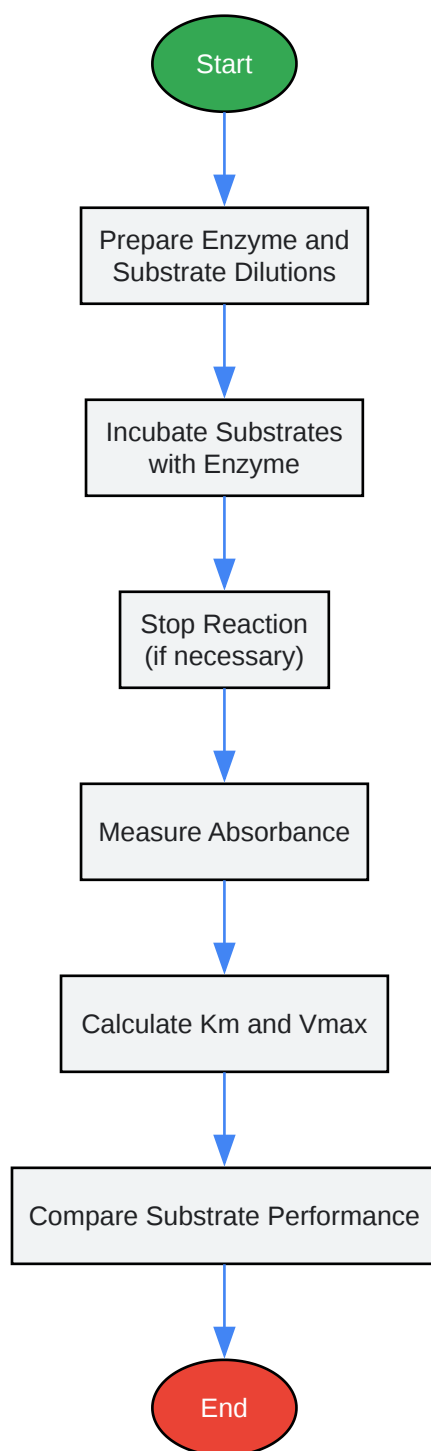 Start
Prepare Enzyme and
Substrate Dilutions
Incubate Substrates
with Enzyme
Stop Reaction
(if necessary)
Measure Absorbance
Calculate Km and Vmax
Compare Substrate Performance
End